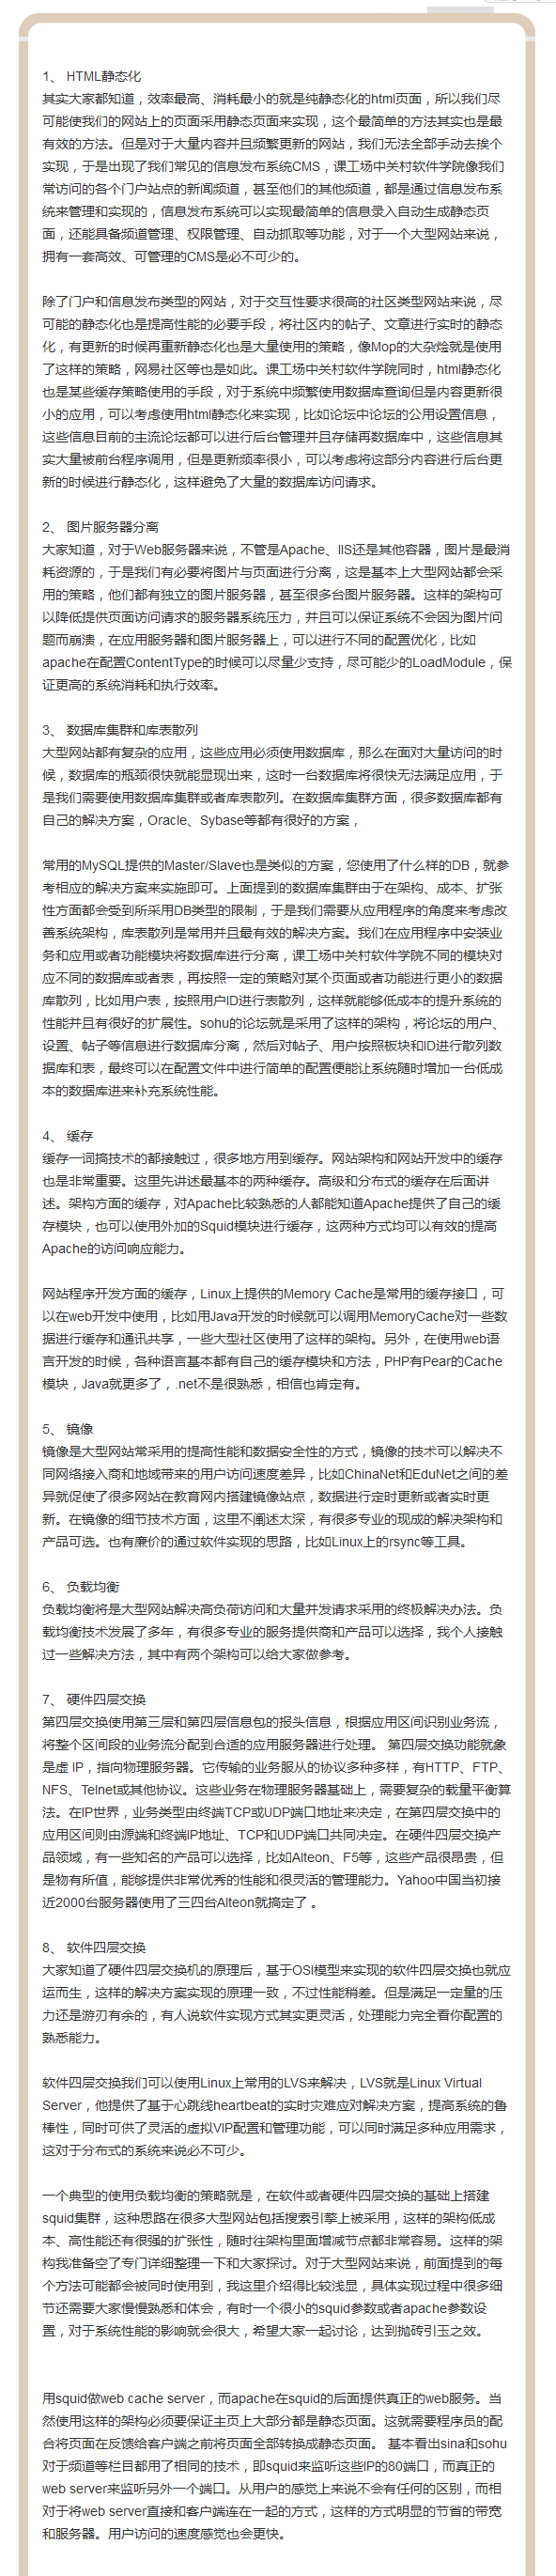 1、 HTML静态化
其实大家都知道，效率最高、消耗最小的就是纯静态化的html页面，所以我们尽
可能使我们的网站上的页面采用静态页面来实现，这个最简单的方法其实也是最
有效的方法。但是对于大量内容并且频繁更新的网站，我们无法全部手动去挨个
实现，于是出现了我们常见的信息发布系统CMS，课工场中关村软件学院像我们
常访问的各个门户站点的新闻频道，甚至他们的其他频道，都是通过信息发布系
统来管理和实现的，信息发布系统可以实现最简单的信息录入自动生成静态页
面，还能具备频道管理、权限管理、自动抓取等功能，对于一个大型网站来说，
拥有一套高效、可管理的CMS是必不可少的。
除了门户和信息发布类型的网站，对于交互性要求很高的社区类型网站来说，尽
可能的静态化也是提高性能的必要手段，将社区内的帖子、文章进行实时的静态
化，有更新的时候再重新静态化也是大量使用的策略，像Mop的大杂烩就是使用
了这样的策略，网易社区等也是如此。课工场中关村软件学院同时，html静态化
也是某些缓存策略使用的手段，对于系统中频繁使用数据库查询但是内容更新很
小的应用，可以考虑使用html静态化来实现，比如论坛中论坛的公用设置信息，
这些信息目前的主流论坛都可以进行后台管理并且存储再数据库中，这些信息其
实大量被前台程序调用，但是更新频率很小，可以考虑将这部分内容进行后台更
新的时候进行静态化，这样避免了大量的数据库访问请求。
2、 图片服务器分离
大家知道，对于Web服务器来说，不管是Apache、IIS还是其他容器，图片是最消
耗资源的，于是我们有必要将图片与页面进行分离，这是基本上大型网站都会采
用的策略，他们都有独立的图片服务器，甚至很多台图片服务器。这样的架构可
以降低提供页面访问请求的服务器系统压力，并且可以保证系统不会因为图片问
题而崩溃，在应用服务器和图片服务器上，可以进行不同的配置优化，比如
apache在配置ContentType的时候可以尽量少支持，尽可能少的LoadModule，保
证更高的系统消耗和执行效率。
3、 数据库集群和库表散列
大型网站都有复杂的应用，这些应用必须使用数据库，那么在面对大量访问的时
候，数据库的瓶颈很快就能显现出来，这时一台数据库将很快无法满足应用，于
是我们需要使用数据库集群或者库表散列。在数据库集群方面，很多数据库都有
自己的解决方案，Oracle、Sybase等都有很好的方案，
常用的MySQL提供的Master/Slave也是类似的方案，您使用了什么样的DB，就参
考相应的解决方案来实施即可。上面提到的数据库集群由于在架构、成本、扩张
性方面都会受到所采用DB类型的限制，于是我们需要从应用程序的角度来考虑改
善系统架构，库表散列是常用并且最有效的解决方案。我们在应用程序中安装业
务和应用或者功能模块将数据库进行分离，课工场中关村软件学院不同的模块对
应不同的数据库或者表，再按照一定的策略对某个页面或者功能进行更小的数据
库散列，比如用户表，按照用户ID进行表散列，这样就能够低成本的提升系统的
性能并且有很好的扩展性。sohu的论坛就是采用了这样的架构，将论坛的用户、
设置、帖子等信息进行数据库分离，然后对帖子、用户按照板块和ID进行散列数
据库和表，最终可以在配置文件中进行简单的配置便能让系统随时增加一台低成
本的数据库进来补充系统性能。
4、 缓存
缓存一词搞技术的都接触过，很多地方用到缓存。网站架构和网站开发中的缓存
也是非常重要。这里先讲述最基本的两种缓存。高级和分布式的缓存在后面讲
述。架构方面的缓存，对Apache比较熟悉的人都能知道Apache提供了自己的缓
存模块，也可以使用外加的Squid模块进行缓存，这两种方式均可以有效的提高
Apache的访问响应能力。
网站程序开发方面的缓存，Linux上提供的Memory Cache是常用的缓存接口，可
以在web开发中使用，比如用Java开发的时候就可以调用MemoryCache对一些数
据进行缓存和通讯共享，一些大型社区使用了这样的架构。另外，在使用web语
言开发的时候，各种语言基本都有自己的缓存模块和方法，PHP有Pear的Cache
模块，Java就更多了，.net不是很熟悉，相信也肯定有。
5、 镜像
镜像是大型网站常采用的提高性能和数据安全性的方式，镜像的技术可以解决不
同网络接入商和地域带来的用户访问速度差异，比如ChinaNet和EduNet之间的差
异就促使了很多网站在教育网内搭建镜像站点，数据进行定时更新或者实时更
新。在镜像的细节技术方面，这里不阐述太深，有很多专业的现成的解决架构和
产品可选。也有廉价的通过软件实现的思路，比如Linux上的rsync等工具。
6、 负载均衡
负载均衡将是大型网站解决高负荷访问和大量并发请求采用的终极解决办法。负
载均衡技术发展了多年，有很多专业的服务提供商和产品可以选择，我个人接触
过一些解决方法，其中有两个架构可以给大家做参考。
7、 硬件四层交换
第四层交换使用第三层和第四层信息包的报头信息，根据应用区间识别业务流，
将整个区间段的业务流分配到合适的应用服务器进行处理。 第四层交换功能就象
是虚 IP，指向物理服务器。它传输的业务服从的协议多种多样，有HTTP、FTP、
NFS、Telnet或其他协议。这些业务在物理服务器基础上，需要复杂的载量平衡算
法。在IP世界，业务类型由终端TCP或UDP端口地址来决定，在第四层交换中的
应用区间则由源端和终端IP地址、TCP和UDP端口共同决定。在硬件四层交换产
品领域，有一些知名的产品可以选择，比如Alteon、F5等，这些产品很昂贵，但
是物有所值，能够提供非常优秀的性能和很灵活的管理能力。Yahoo中国当初接
近2000台服务器使用了三四台Alteon就搞定了 。
8、 软件四层交换
大家知道了硬件四层交换机的原理后，基于OSI模型来实现的软件四层交换也就应
运而生，这样的解决方案实现的原理一致，不过性能稍差。但是满足一定量的压
力还是游刃有余的，有人说软件实现方式其实更灵活，处理能力完全看你配置的
熟悉能力。
软件四层交换我们可以使用Linux上常用的LVS来解决，LVS就是Linux Virtual
Server，他提供了基于心跳线heartbeat的实时灾难应对解决方案，提高系统的鲁
棒性，同时可供了灵活的虚拟VIP配置和管理功能，可以同时满足多种应用需求，
这对于分布式的系统来说必不可少。
一个典型的使用负载均衡的策略就是，在软件或者硬件四层交换的基础上搭建
squid集群，这种思路在很多大型网站包括搜索引擎上被采用，这样的架构低成
本、高性能还有很强的扩张性，随时往架构里面增减节点都非常容易。这样的架
构我准备空了专门详细整理一下和大家探讨。对于大型网站来说，前面提到的每
个方法可能都会被同时使用到，我这里介绍得比较浅显，具体实现过程中很多细
节还需要大家慢慢熟悉和体会，有时一个很小的squid参数或者apache参数设
置，对于系统性能的影响就会很大，希望大家一起讨论，达到抛砖引玉之效。
用squid做web cache server，而apache在squid的后面提供真正的web服务。当
然使用这样的架构必须要保证主页上大部分都是静态页面。这就需要程序员的配
合将页面在反馈给客户端之前将页面全部转换成静态页面。 基本看出sina和sohu
对于频道等栏目都用了相同的技术，即squid来监听这些IP的80端口，而真正的
web server来监听另外一个端口。从用户的感觉上来说不会有任何的区别，而相
对于将web server直接和客户端连在一起的方式，这样的方式明显的节省的带宽
和服务器。用户访问的速度感觉也会更快。